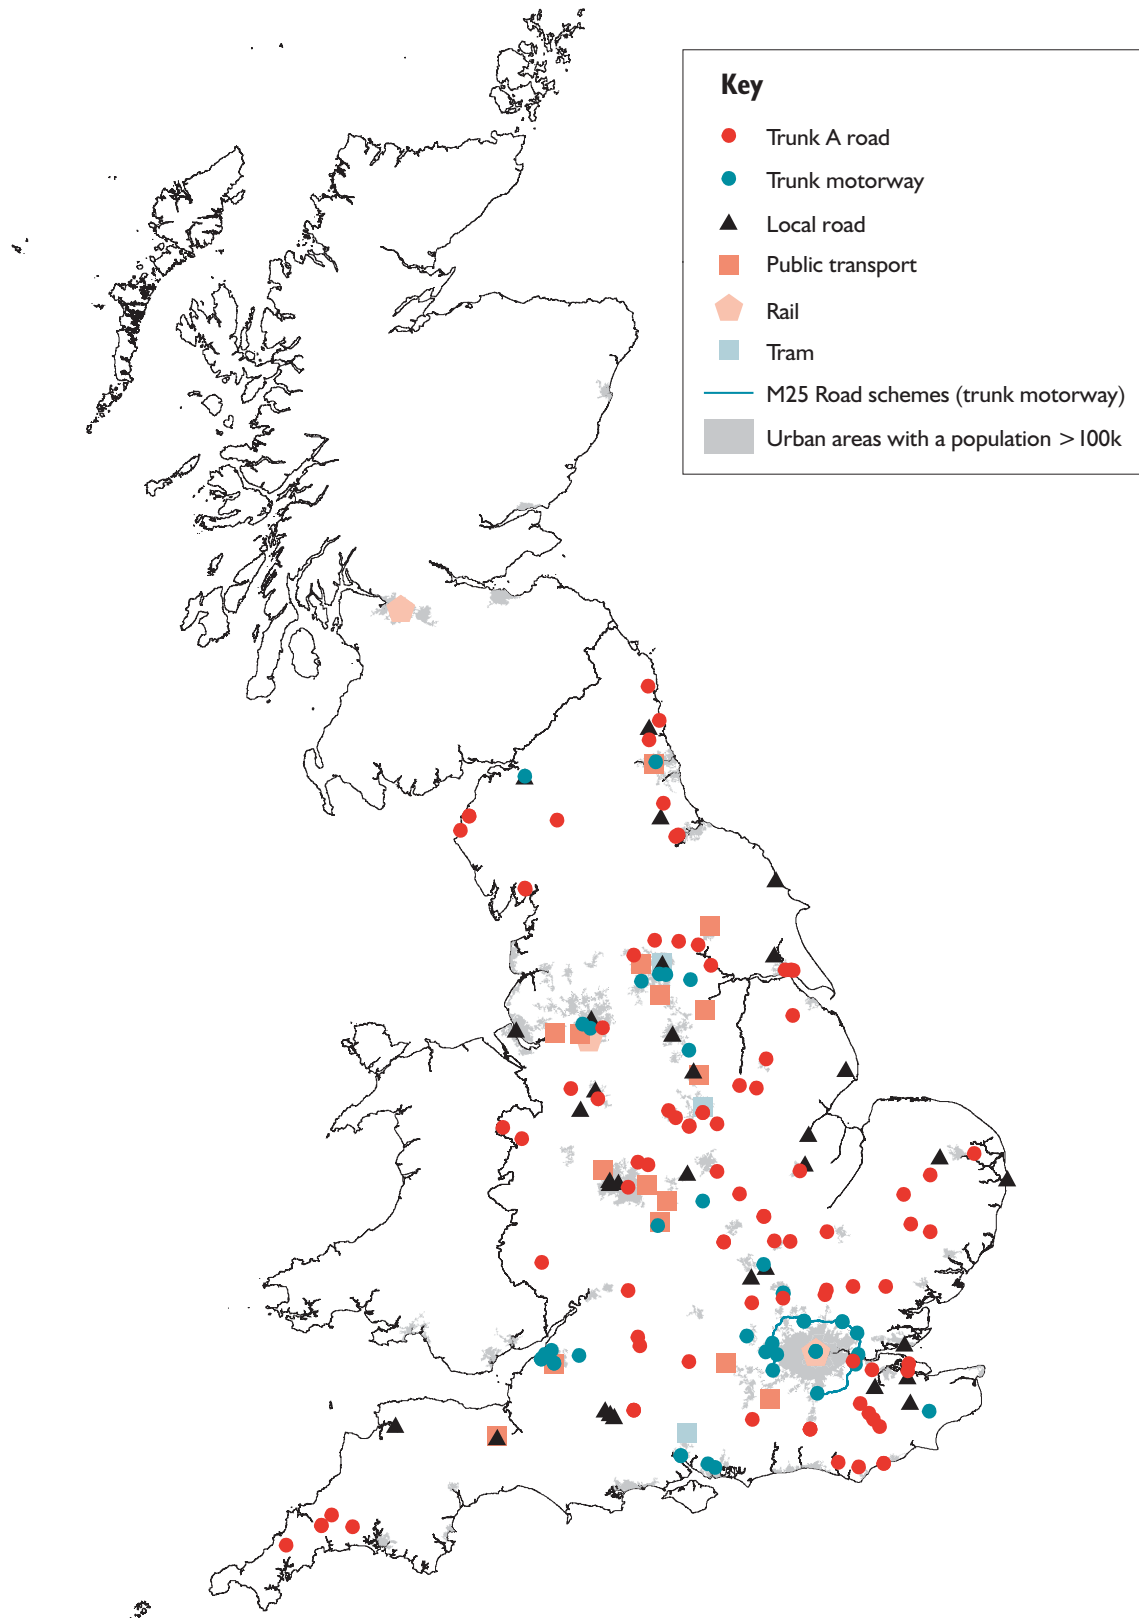 Key
Trunk A road
Trunk motorway
Local road
Public transport
Rail
Tram
M25 Road schemes (trunk motorway)
Urban areas with a population >100k